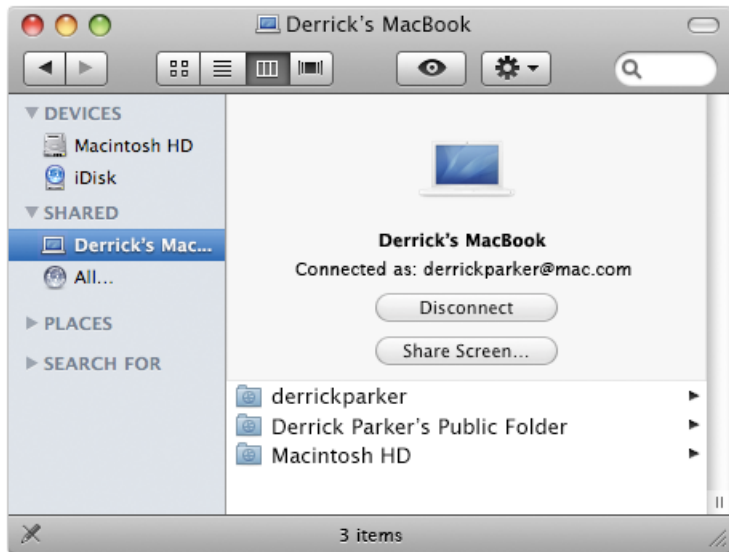 Derrick's MacBook
DEVICES
Macintosh HD
iDisk
SHARED
Derrick's Mac...
All...
PLACES
SEARCH FOR
Derrick's MacBook
Connected as: derrickparker@mac.com
Disconnect
Share Screen...
derrickparker
Derrick Parker's Public Folder
Macintosh HD
3 items